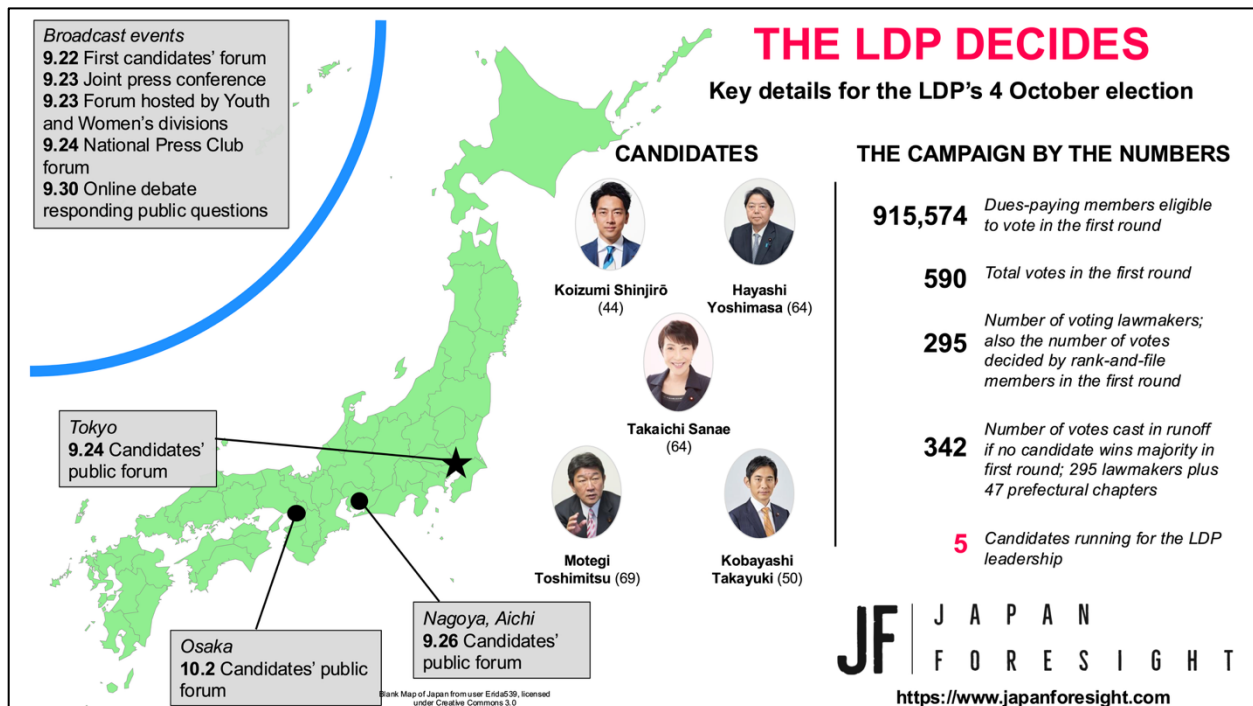 Broadcast events
9.22 First candidates' forum
9.23 Joint press conference
9.23 Forum hosted by Youth
and Women's divisions
9.24 National Press Club
forum
9.30 Online debate
responding public questions
THE LDP DECIDES
Key details for the LDP's 4 October election
CANDIDATES
Koizumi Shinjirō
(44)
Hayashi
Yoshimasa (64)
Takaichi Sanae
(64)
Motegi
Toshimitsu (69)
Kobayashi
Takayuki (50)
THE CAMPAIGN BY THE NUMBERS
915,574
Dues-paying members eligible
to vote in the first round
590
Total votes in the first round
295
Number of voting lawmakers;
also the number of votes
decided by rank-and-file
members in the first round
342
Number of votes cast in runoff
if no candidate wins majority in
first round; 295 lawmakers plus
47 prefectural chapters
5
Candidates running for the LDP
leadership
Tokyo
9.24 Candidates'
public forum
Osaka
10.2 Candidates' public
forum
Nagoya, Aichi
9.26 Candidates'
public forum
Blank Map of Japan from user Erida539, licensed
under Creative Commons 3.0
JF
JAPAN
FORESIGHT
https://www.japanforesight.com